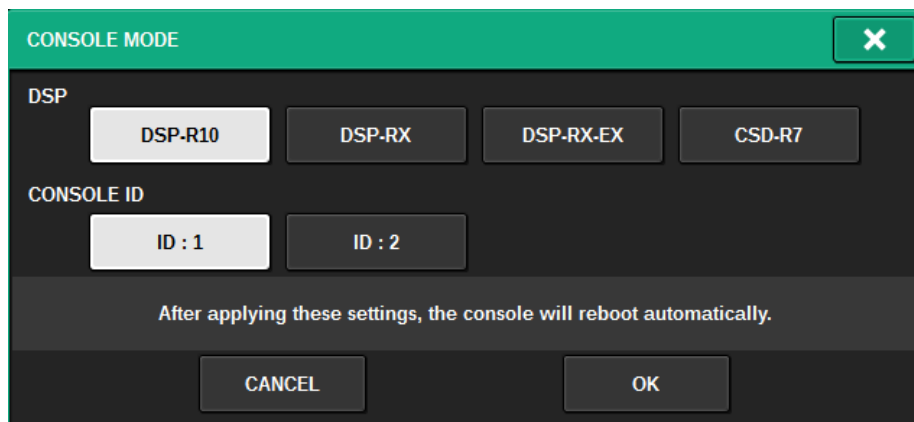 CONSOLE MODE
DSP
DSP-R10 DSP-RX DSP-RX-EX CSD-R7
CONSOLE ID
ID : 1 ID : 2
After applying these settings, the console will reboot automatically.
CANCEL OK